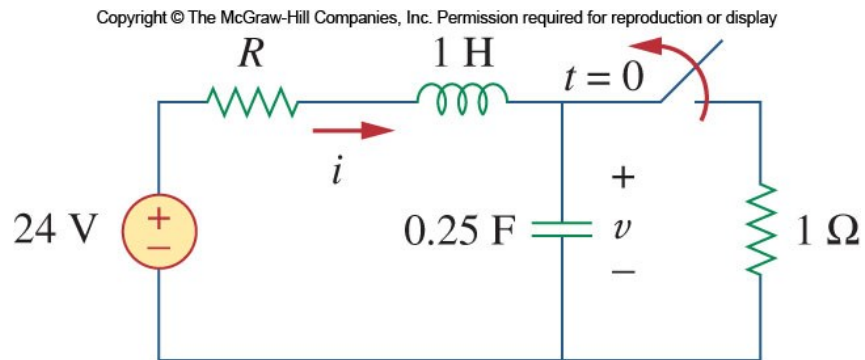 Copyright © The McGraw-Hill Companies, Inc. Permission required for reproduction or display
R
1 H
t = 0
i
24 V
+
−
0.25 F
+
v
−
1 Ω